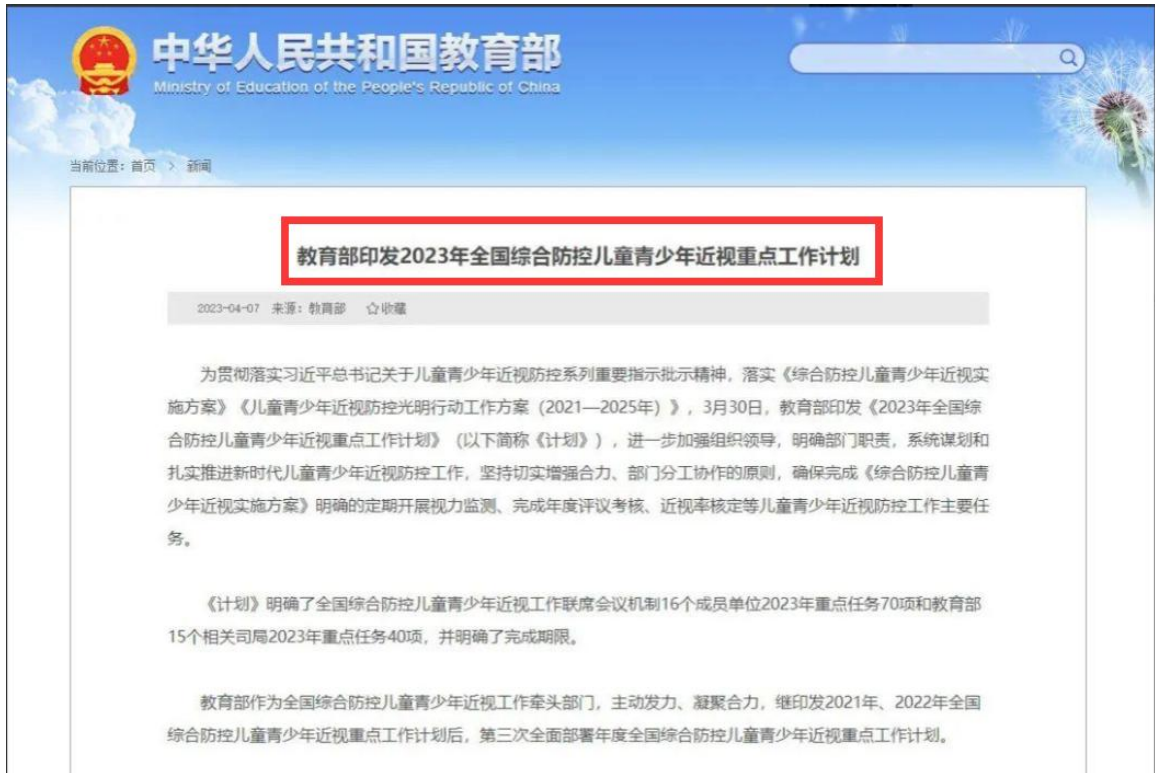 中华人民共和国教育部
Ministry of Education of the People's Republic of China
当前位置：首页 > 新闻
教育部印发2023年全国综合防控儿童青少年近视重点工作计划
2023-04-07 来源：教育部 ☆收藏
为贯彻落实习近平总书记关于儿童青少年近视防控系列重要指示批示精神，落实《综合防控儿童青少年近视实
施方案》《儿童青少年近视防控光明行动工作方案（2021—2025年）》，3月30日，教育部印发《2023年全国综
合防控儿童青少年近视重点工作计划》（以下简称《计划》），进一步加强组织领导，明确部门职责，系统谋划和
扎实推进新时代儿童青少年近视防控工作，坚持切实增强合力、部门分工协作的原则，确保完成《综合防控儿童青
少年近视实施方案》明确的定期开展视力监测、完成年度评议考核、近视率核定等儿童青少年近视防控工作主要任
务。
《计划》明确了全国综合防控儿童青少年近视工作联席会议机制16个成员单位2023年重点任务70项和教育部
15个相关司局2023年重点任务40项，并明确了完成期限。
教育部作为全国综合防控儿童青少年近视工作牵头部门，主动发力、凝聚合力，继印发2021年、2022年全国
综合防控儿童青少年近视重点工作计划后，第三次全面部署年度全国综合防控儿童青少年近视重点工作计划。